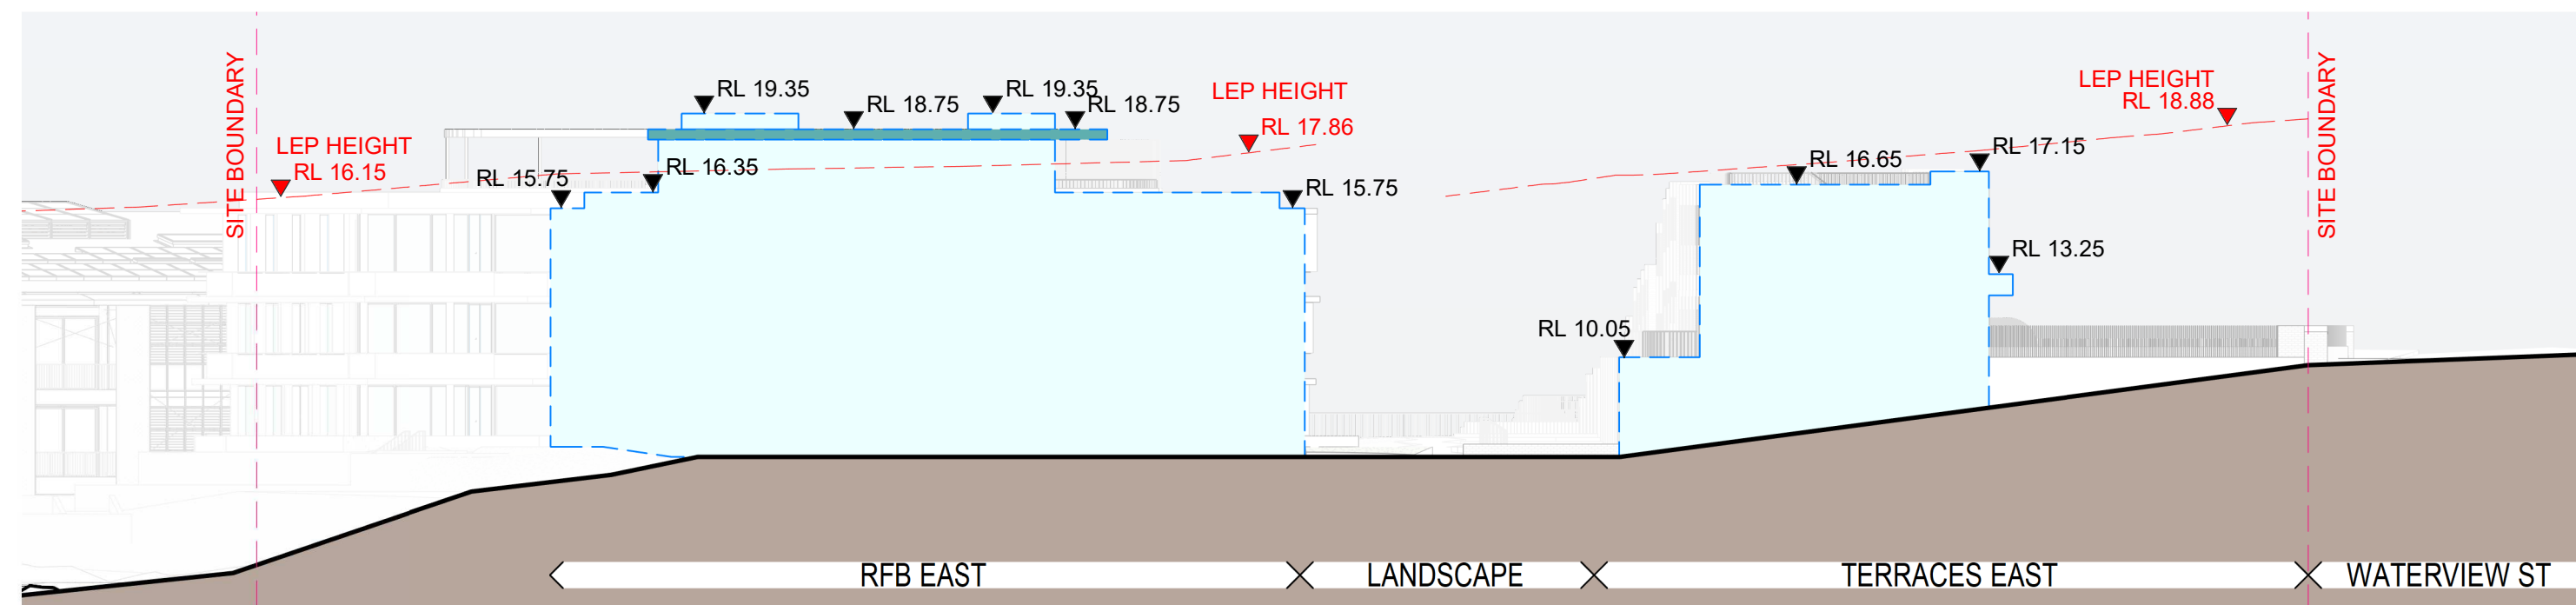 SITE BOUNDARY
LEP HEIGHT
RL 16.15
RL 15.75
RL 16.35
RL 19.35
RL 18.75
RL 19.35
RL 18.75
LEP HEIGHT
RL 17.86
RL 15.75
RL 10.05
RL 16.65
RL 17.15
RL 13.25
LEP HEIGHT
RL 18.88
SITE BOUNDARY
RFB EAST
LANDSCAPE
TERRACES EAST
WATERVIEW ST